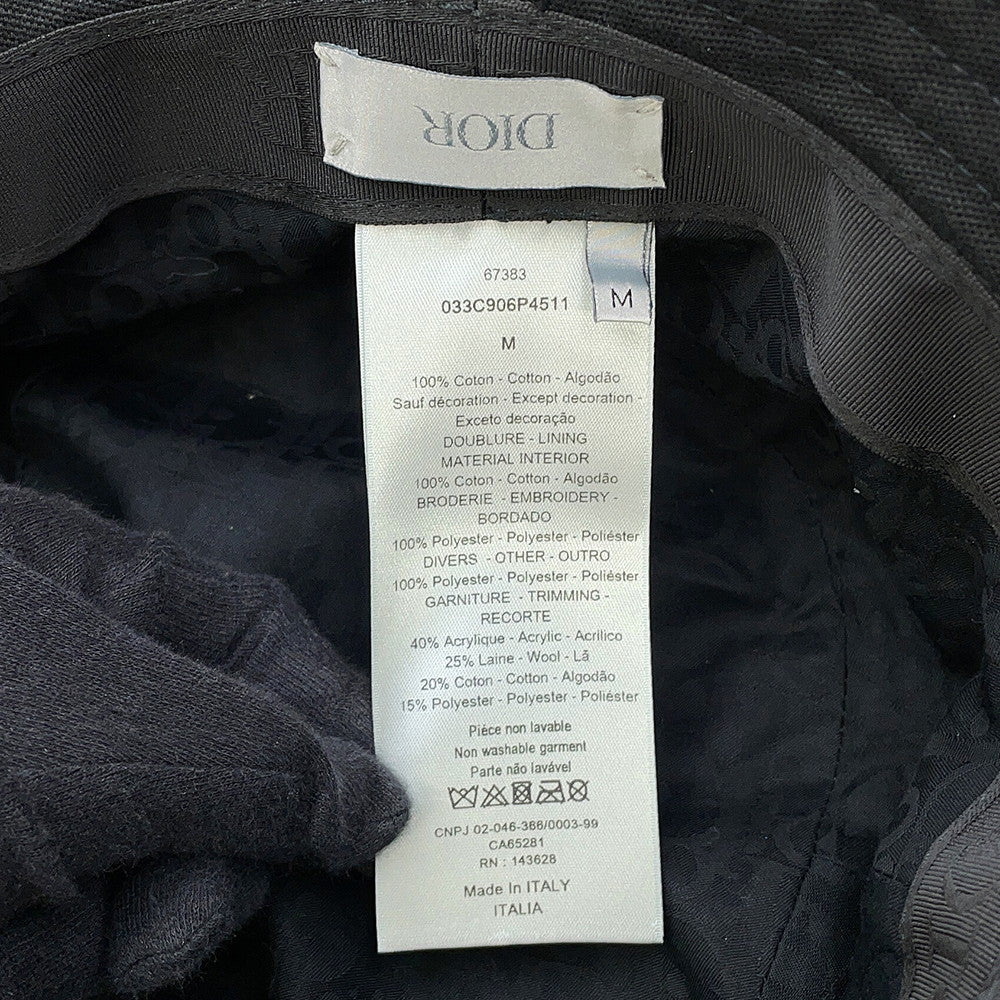 DIOR
M
67383
033C906P4511
M
100% Coton - Cotton - Algodão
Sauf décoration - Except decoration -
Exceto decoração
DOUBLURE - LINING
MATERIAL INTERIOR
100% Coton - Cotton - Algodão
BRODERIE - EMBROIDERY -
BORDADO
100% Polyester - Polyester - Poliéster
DIVERS - OTHER - OUTRO
100% Polyester - Polyester - Poliéster
GARNITURE - TRIMMING -
RECORTE
40% Acrylique - Acrylic - Acrílico
25% Laine - Wool - Lã
20% Coton - Cotton - Algodão
15% Polyester - Polyester - Poliéster
Pièce non lavable
Non washable garment
Parte não lavável
CNPJ 02-046-366/0003-99
CA65281
RN : 143628
Made In ITALY
ITALIA